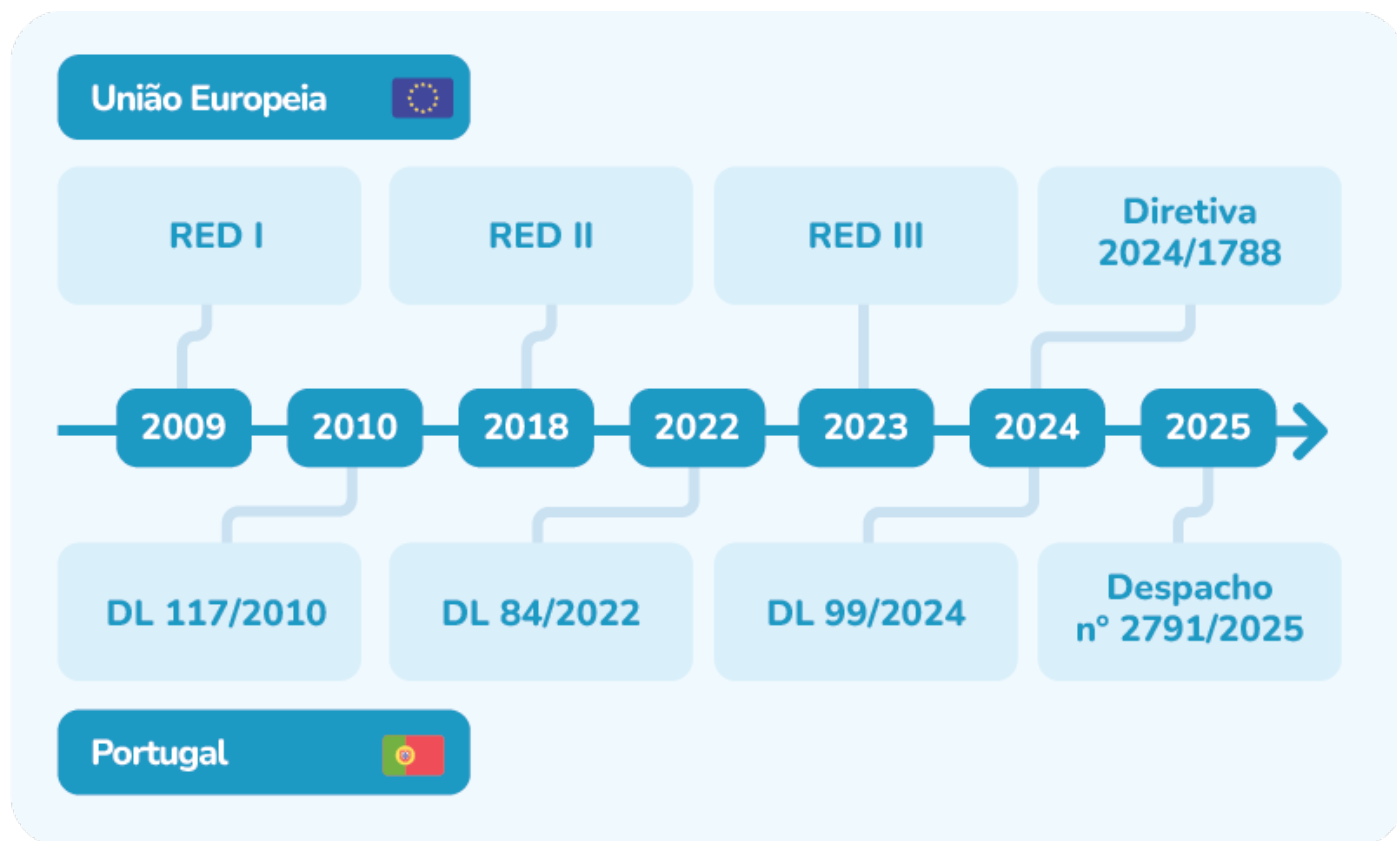 União Europeia
RED I
RED II
RED III
Diretiva
2024/1788
2009
2010
2018
2022
2023
2024
2025
DL 117/2010
DL 84/2022
DL 99/2024
Despacho
nº 2791/2025
Portugal